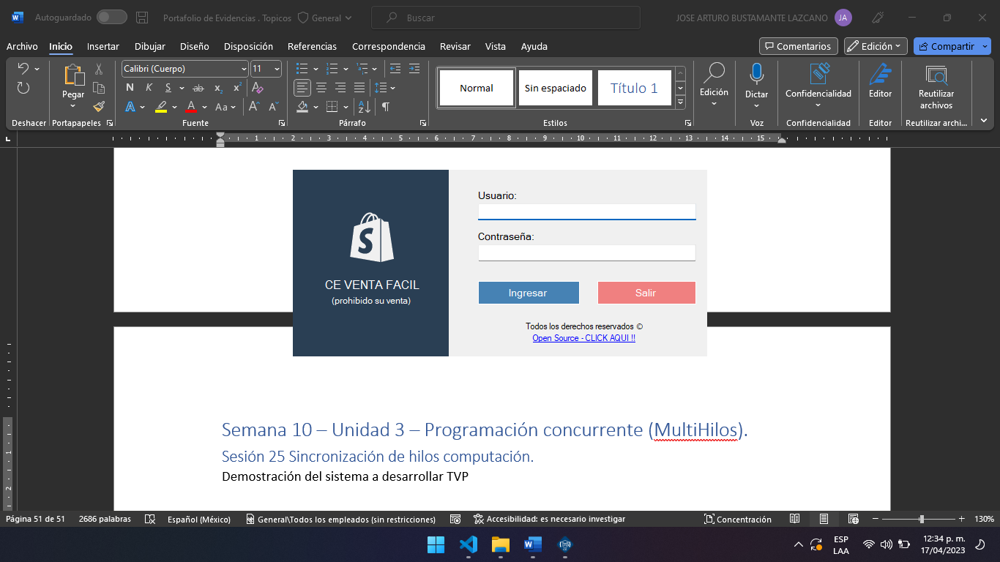 Autoguardado
Portafolio de Evidencias . Topicos
General
Buscar
JOSE ARTURO BUSTAMANTE LAZCANO
JA
Archivo Inicio Insertar Dibujar Diseño Disposición Referencias Correspondencia Revisar Vista Ayuda
Comentarios
Edición
Compartir
Calibri (Cuerpo) 11
Pegar
N K S ab x₂ x²
A A Aa A A
Normal
Sin espaciado
Título 1
Edición
Dictar
Confidencialidad
Editor
Reutilizar
archivos
Deshacer Portapapeles Fuente Párrafo Estilos Voz Confidencialidad Editor Reutilizar archi...
1 2 3 4 5 6 7 8 9 10 11 12 13 14 15
S
CE VENTA FACIL
(prohibido su venta)
Usuario:
Contraseña:
Ingresar
Salir
Todos los derechos reservados ©
Open Source - CLICK AQUI !!
Semana 10 – Unidad 3 – Programación concurrente (MultiHilos).
Sesión 25 Sincronización de hilos computación.
Demostración del sistema a desarrollar TVP
1
2
Página 51 de 51
2686 palabras
Español (México)
General\Todos los empleados (sin restricciones)
Accesibilidad: es necesario investigar
Concentración
130%
ESP
LAA
12:34 p. m.
17/04/2023